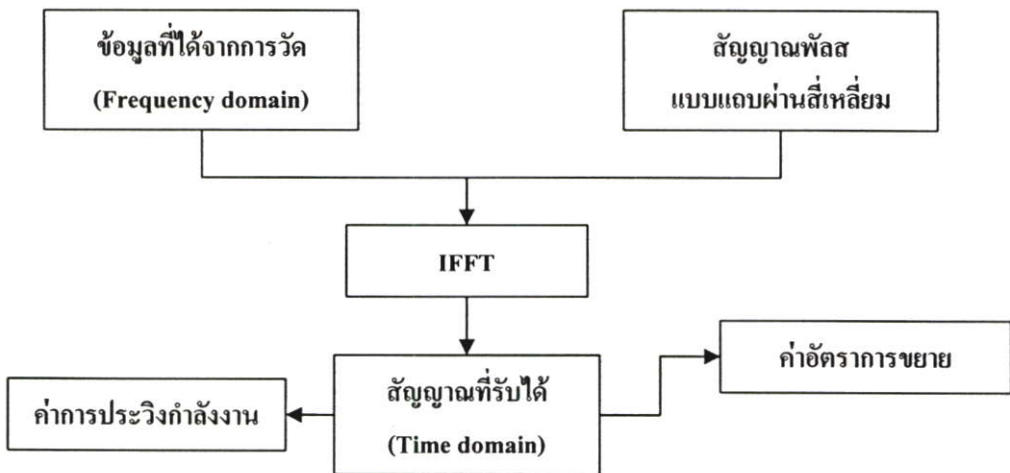 ข้อมูลที่ได้จากการวัด
(Frequency domain)
สัญญาณพัลส
แบบแถบผ่านสี่เหลี่ยม
IFFT
ค่าอัตราการขยาย
สัญญาณที่รับได้
(Time domain)
ค่าการประวิงกำลังงาน